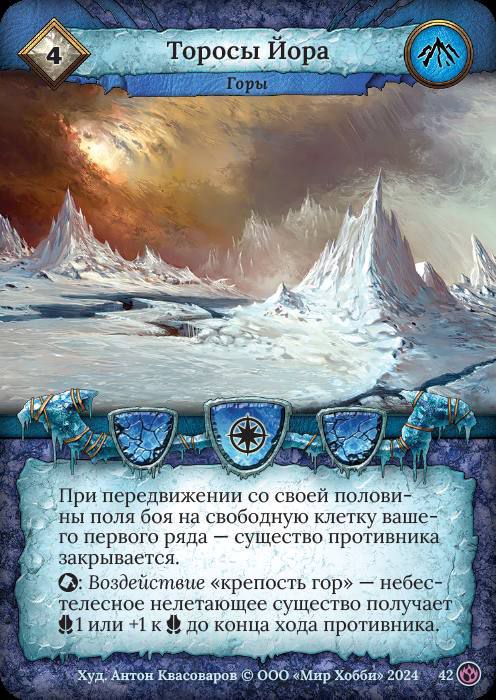 4
Торосы Йора
Горы
При передвижении со своей полови-
ны поля боя на свободную клетку ваше-
го первого ряда — существо противника
закрывается.
: Воздействие «крепость гор» — небес-
телесное нелетающее существо получает
1 или +1 к до конца хода противника.
Худ. Антон Квасоваров © ООО «Мир Хобби» 2024 42